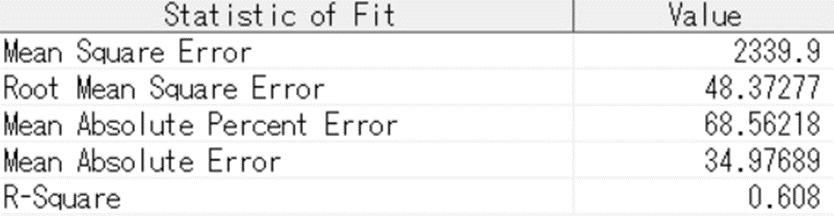 Statistic of Fit Value
Mean Square Error 2339.9
Root Mean Square Error 48.37277
Mean Absolute Percent Error 68.56218
Mean Absolute Error 34.97689
R-Square 0.608